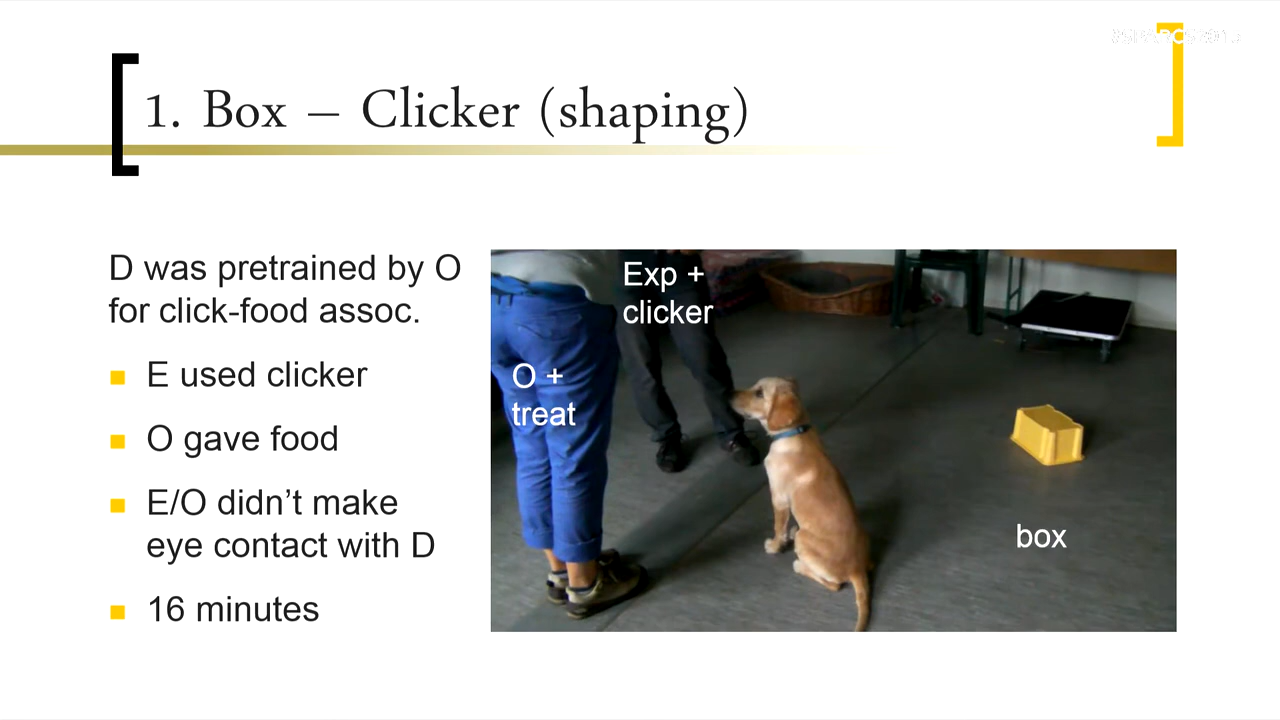 1. Box – Clicker (shaping)
D was pretrained by O
for click-food assoc.
E used clicker
O gave food
E/O didn’t make
eye contact with D
16 minutes
Exp +
clicker
O +
treat
box